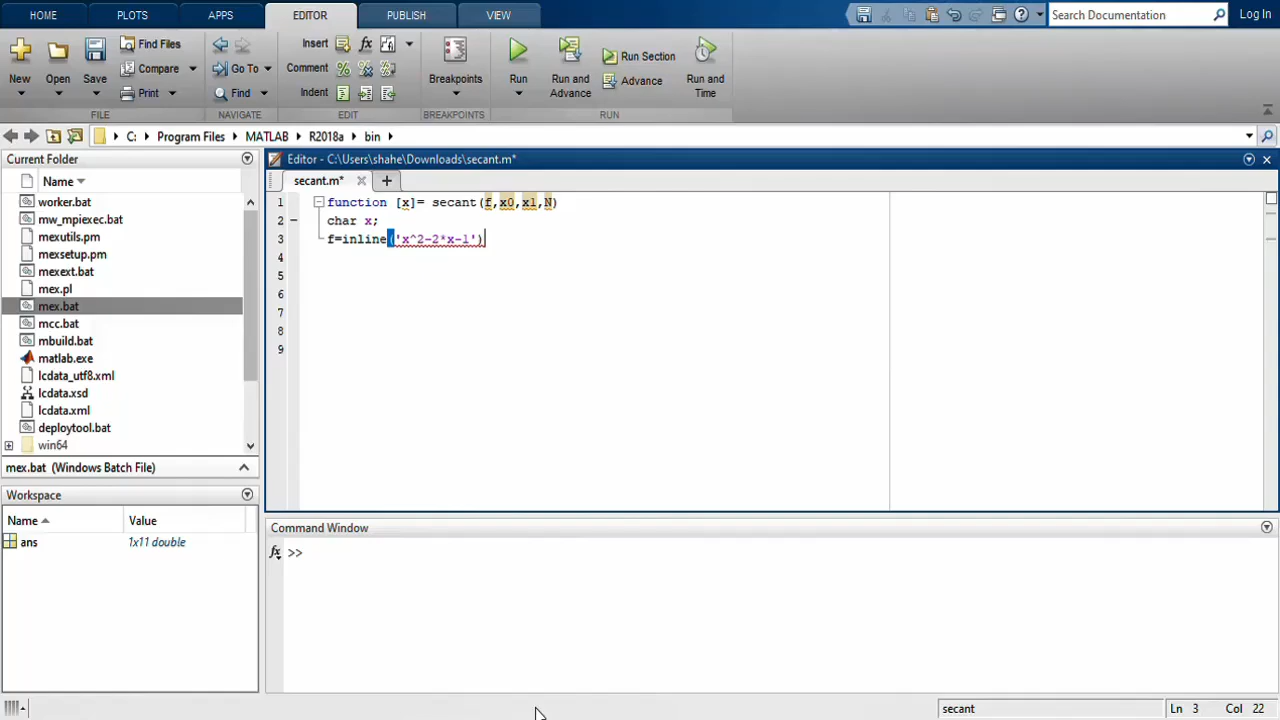 HOME PLOTS APPS EDITOR PUBLISH VIEW Search Documentation Log In
New Open Save Find Files Compare Print
Go To Find
Insert
Comment
Indent
Breakpoints
Run Run and Advance Run Section Advance Run and Time
FILE NAVIGATE EDIT BREAKPOINTS RUN
C: Program Files MATLAB R2018a bin
Current Folder
Name
worker.bat
mw_mpiexec.bat
mexutils.pm
mexsetup.pm
mexext.bat
mex.pl
mex.bat
mcc.bat
mbuild.bat
matlab.exe
lcdata_utf8.xml
lcdata.xsd
lcdata.xml
deploytool.bat
win64
mex.bat (Windows Batch File)
Workspace
Name Value
ans 1x11 double
Editor - C:\Users\shahe\Downloads\secant.m*
secant.m*
1 function [x]= secant(f,x0,x1,N)
2 char x;
3 f=inline('x^2-2*x-1')
4
5
6
7
8
9
Command Window
fx >>
secant Ln 3 Col 22